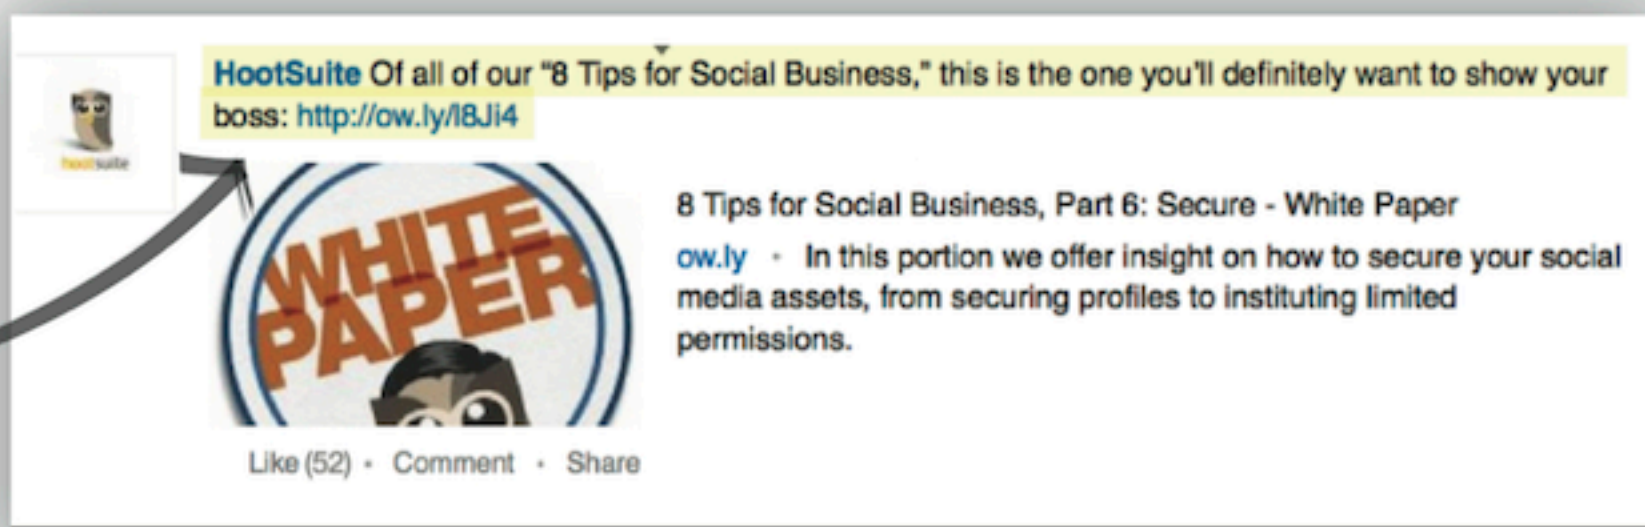 HootSuite Of all of our "8 Tips for Social Business," this is the one you'll definitely want to show your
boss: http://ow.ly/l8Ji4
hootsuite
WHITE
PAPER
8 Tips for Social Business, Part 6: Secure - White Paper
ow.ly · In this portion we offer insight on how to secure your social
media assets, from securing profiles to instituting limited
permissions.
Like (52) · Comment · Share